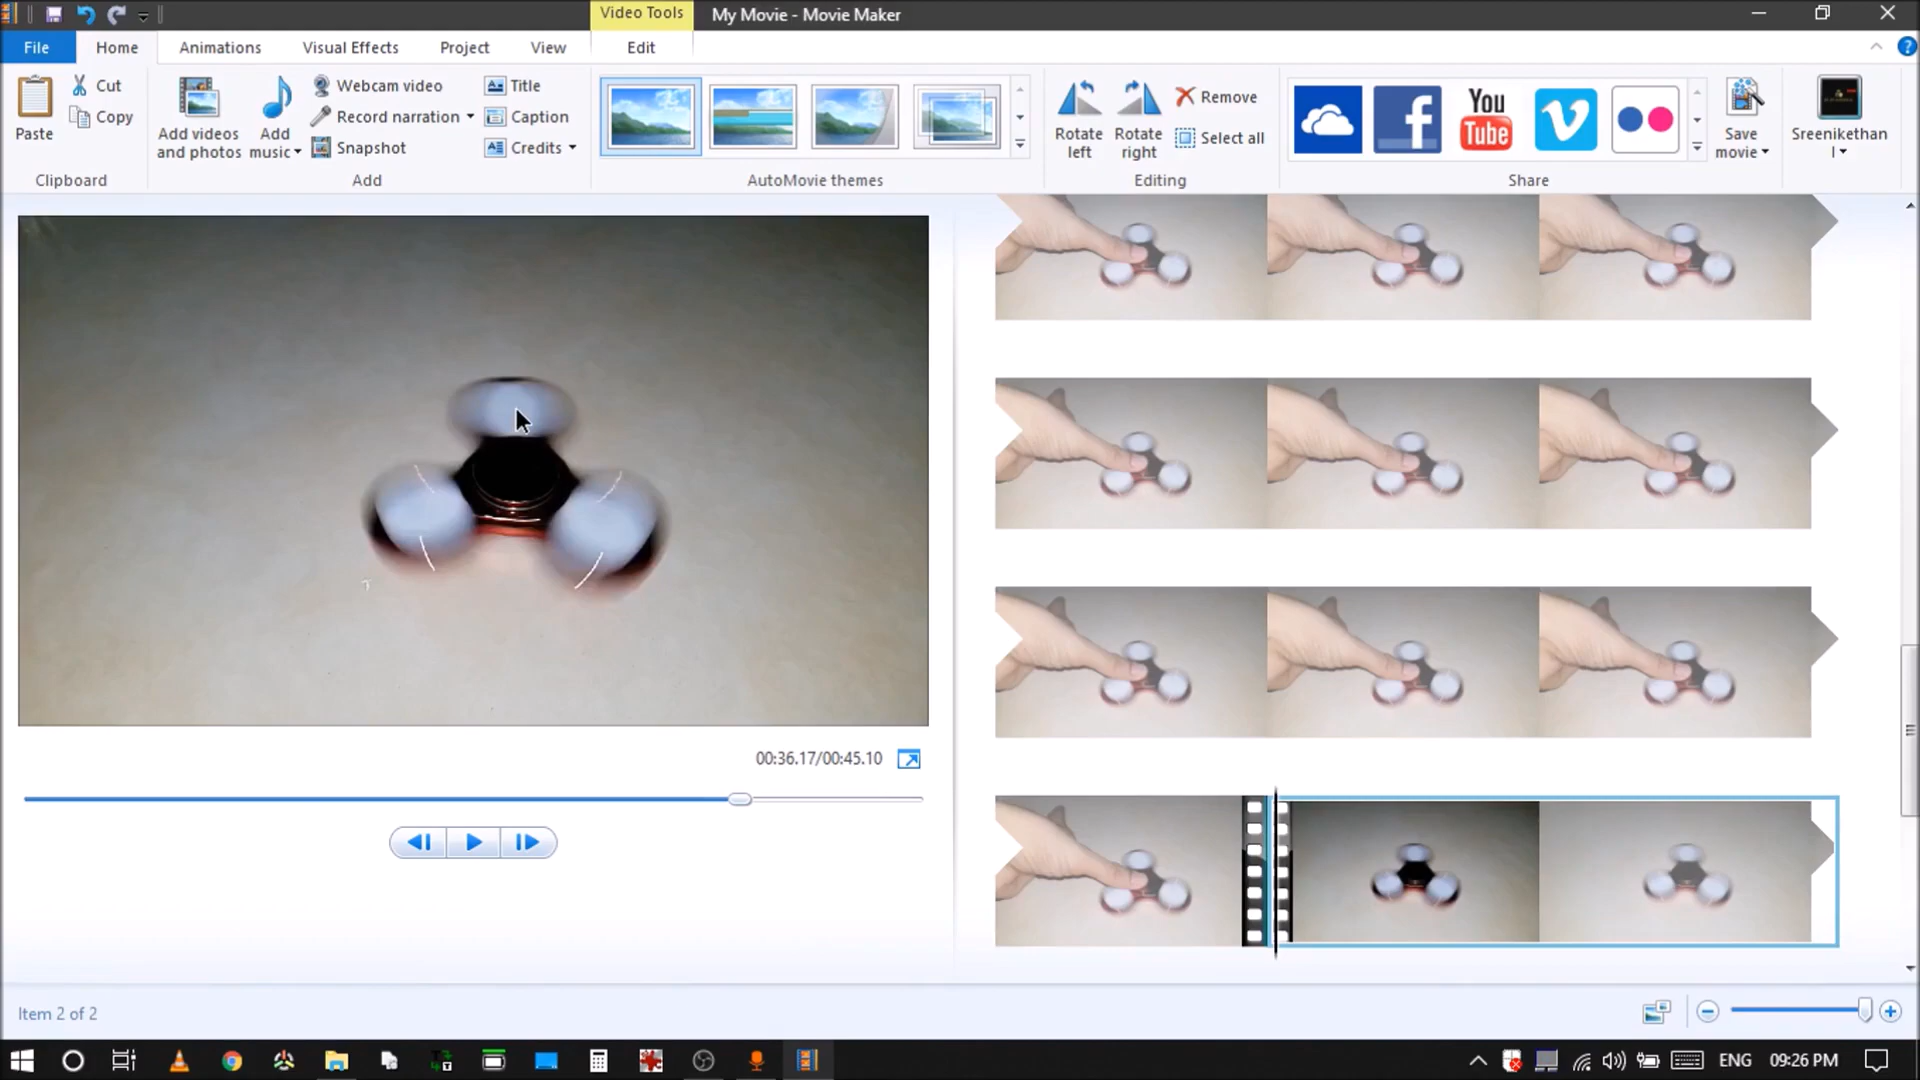 Video Tools
My Movie - Movie Maker
File
Home
Animations
Visual Effects
Project
View
Edit
Paste
Cut
Copy
Clipboard
Add videos
and photos
Add
music
Webcam video
Record narration
Snapshot
Title
Caption
Credits
Add
AutoMovie themes
Rotate
left
Rotate
right
Remove
Select all
Editing
You
Tube
Share
Save
movie
Sreenikethan
I
00:36.17/00:45.10
Item 2 of 2
ENG
09:26 PM